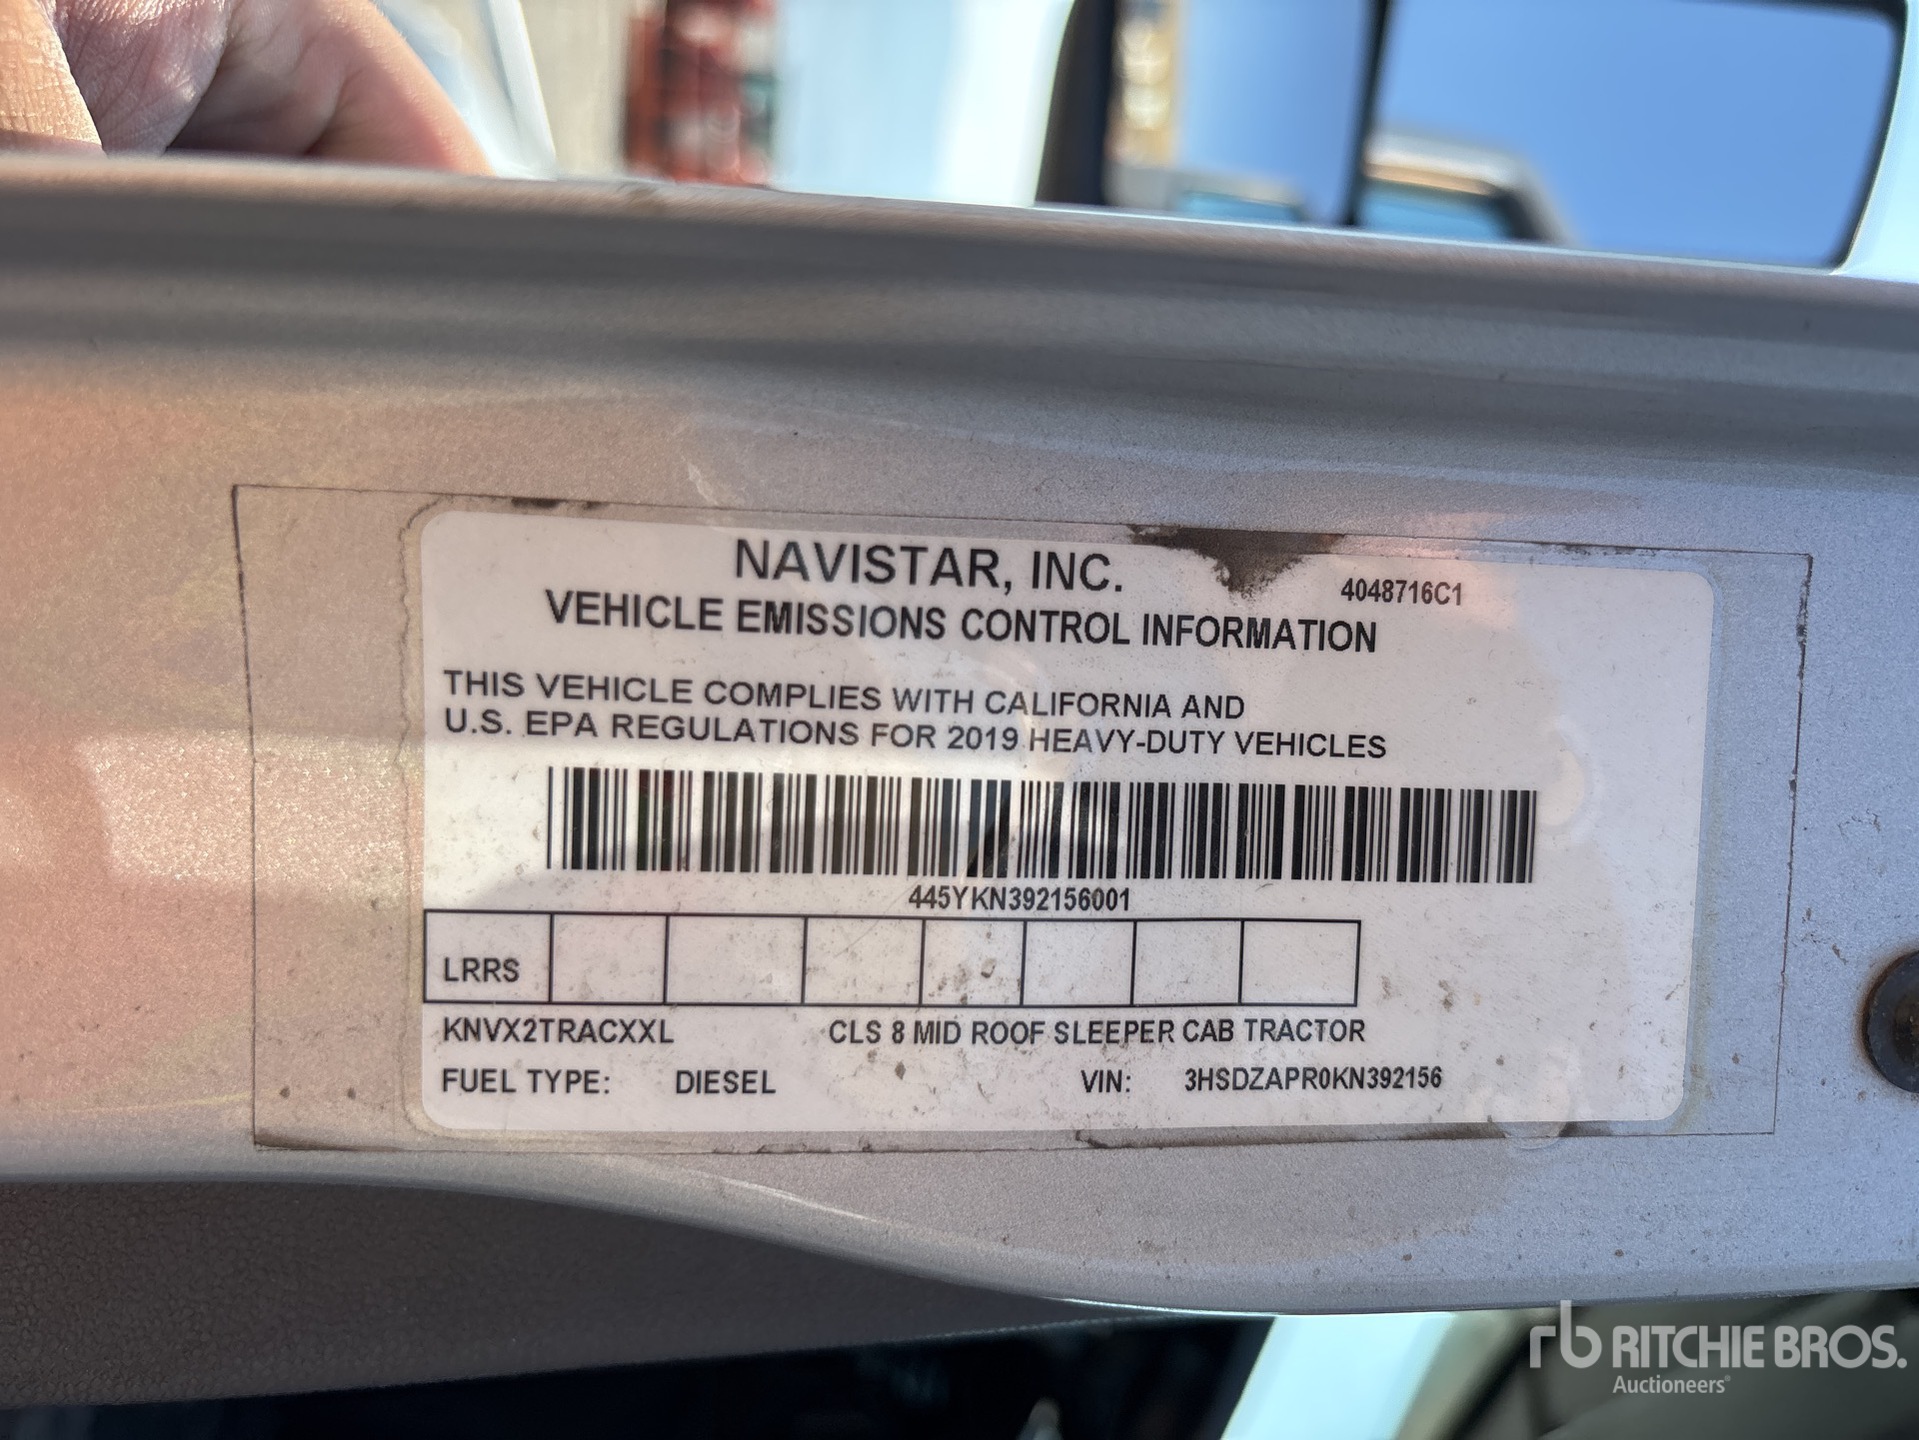 NAVISTAR, INC.
4048716C1
VEHICLE EMISSIONS CONTROL INFORMATION
THIS VEHICLE COMPLIES WITH CALIFORNIA AND
U.S. EPA REGULATIONS FOR 2019 HEAVY-DUTY VEHICLES
445YKN392156001
LRRS
KNVX2TRACXXL CLS 8 MID ROOF SLEEPER CAB TRACTOR
FUEL TYPE: DIESEL VIN: 3HSDZAPR0KN392156
rb RITCHIE BROS.
Auctioneers®